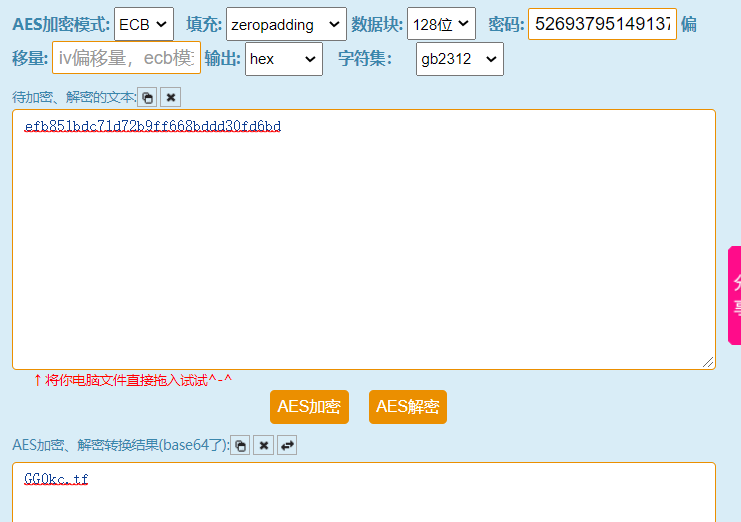 AES加密模式: ECB 填充: zeropadding 数据块: 128位 密码: 52693795149137 偏
移量: iv偏移量，ecb模式 输出: hex 字符集: gb2312
待加密、解密的文本:
efb851bdc71d72b9ff668bddd30fd6bd
↑将你电脑文件直接拖入试试^-^
AES加密 AES解密
AES加密、解密转换结果(base64了):
GG0kc.tf
分
享